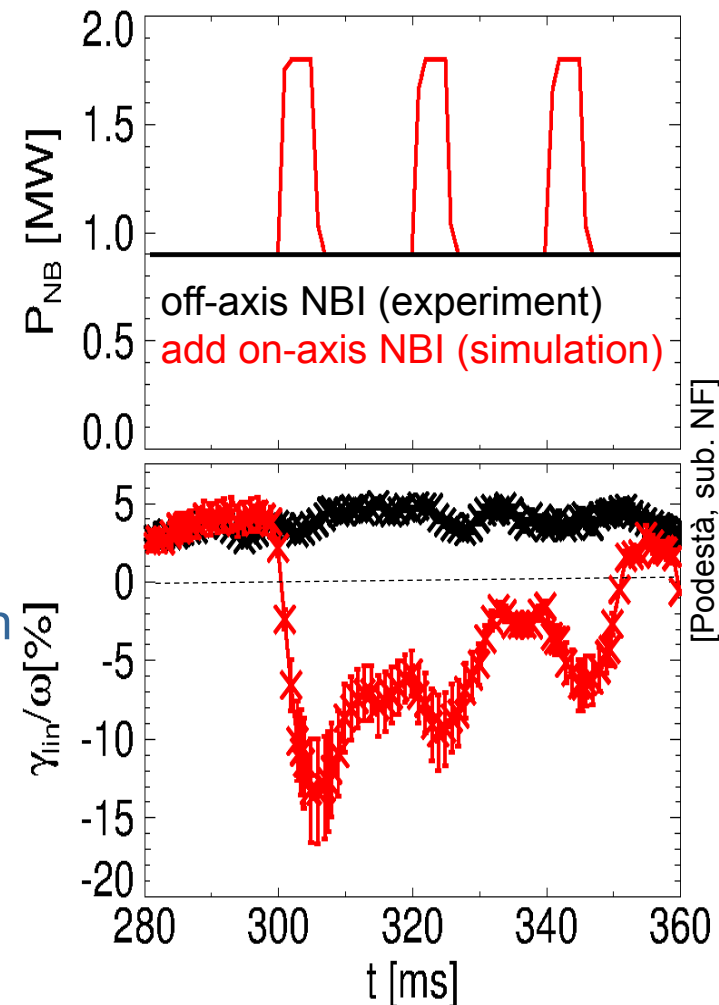 2.0
1.5
1.0
0.5
0.0
P_NB [MW]
off-axis NBI (experiment)
add on-axis NBI (simulation)
[Podestà, sub. NF]
5
0
-5
-10
-15
-20
n
γ_lin/ω[%]
280 300 320 340 360
t [ms]